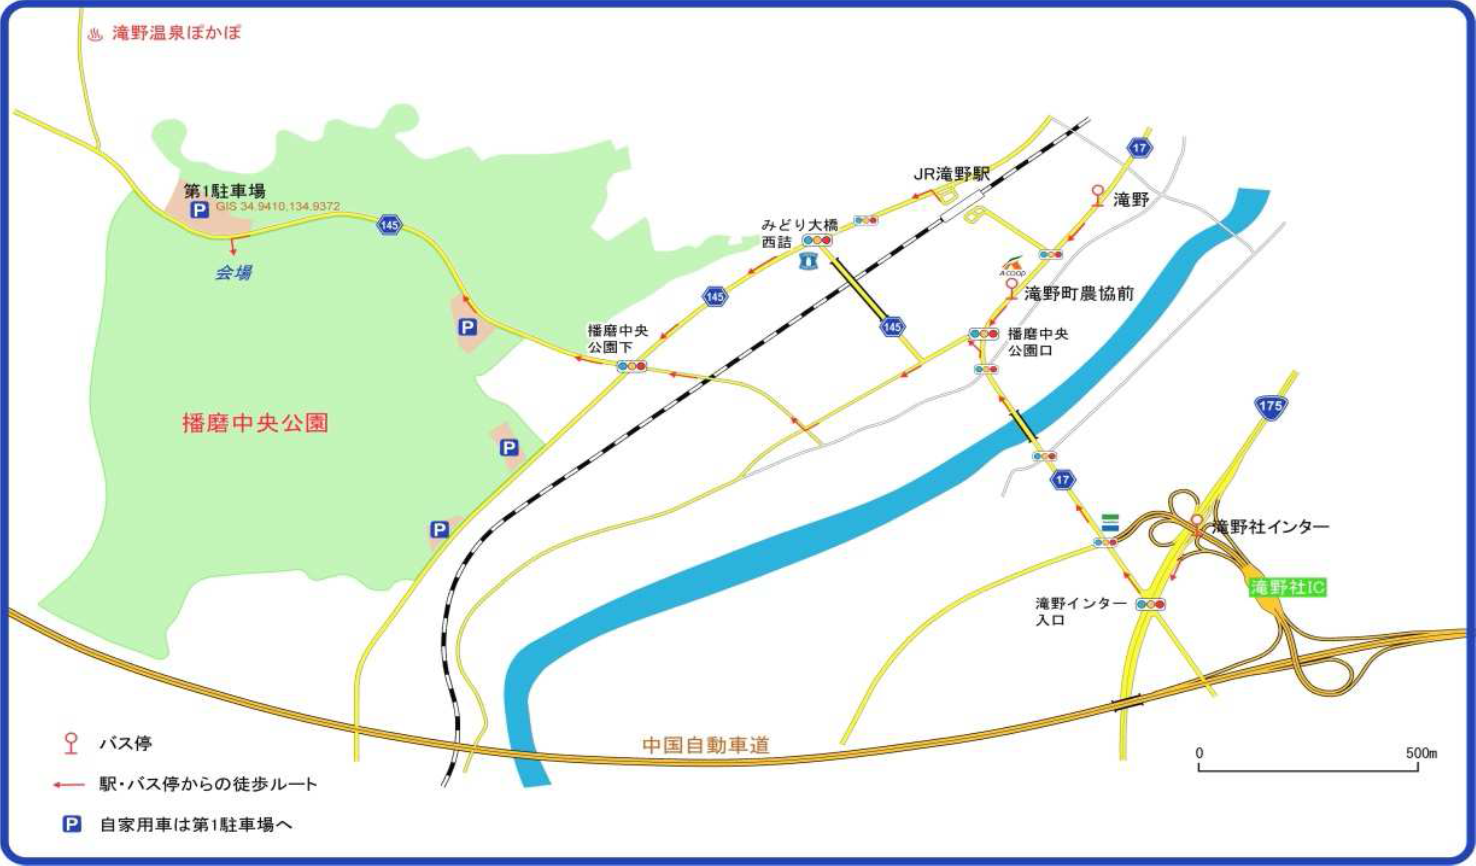 滝野温泉ぽかぽ
17
JR滝野駅
第1駐車場
P
GIS 34.9410,134.9372
滝野
145
みどり大橋
西詰
会場
A COOP
滝野町農協前
145
145
P
播磨中央
公園下
播磨中央
公園口
175
播磨中央公園
P
17
P
滝野社インター
滝野社IC
滝野インター
入口
中国自動車道
バス停
0
500m
駅・バス停からの徒歩ルート
P
自家用車は第1駐車場へ